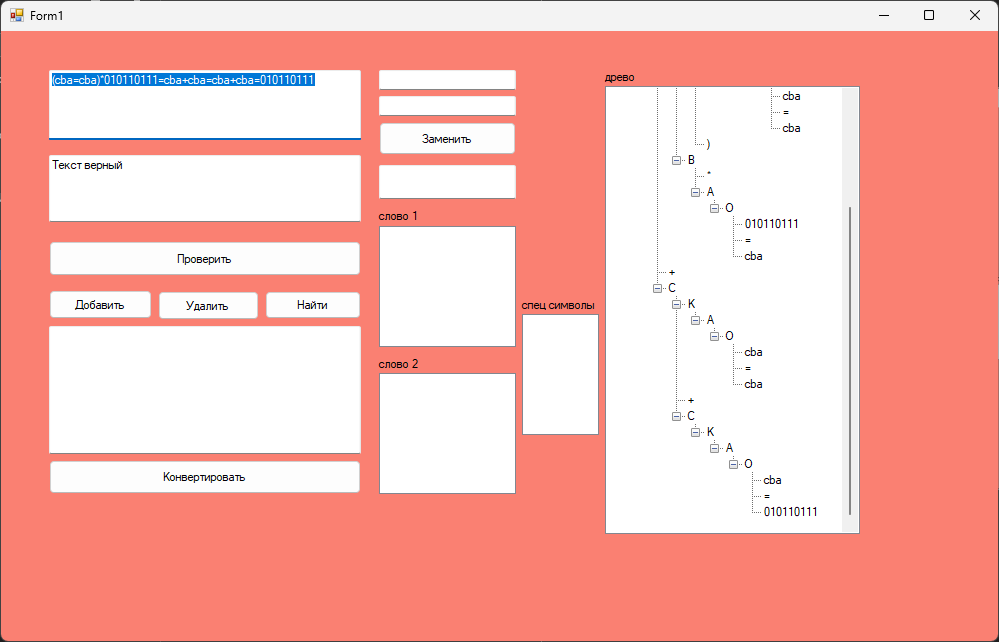 Form1
(cba=cba)*010110111=cba+cba=cba+cba=010110111
Текст верный
Проверить
Добавить
Удалить
Найти
Конвертировать
Заменить
слово 1
слово 2
спец символы
древо
cba
=
cba
)
B
*
A
O
010110111
=
cba
+
C
K
A
O
cba
=
cba
+
C
K
A
O
cba
=
010110111